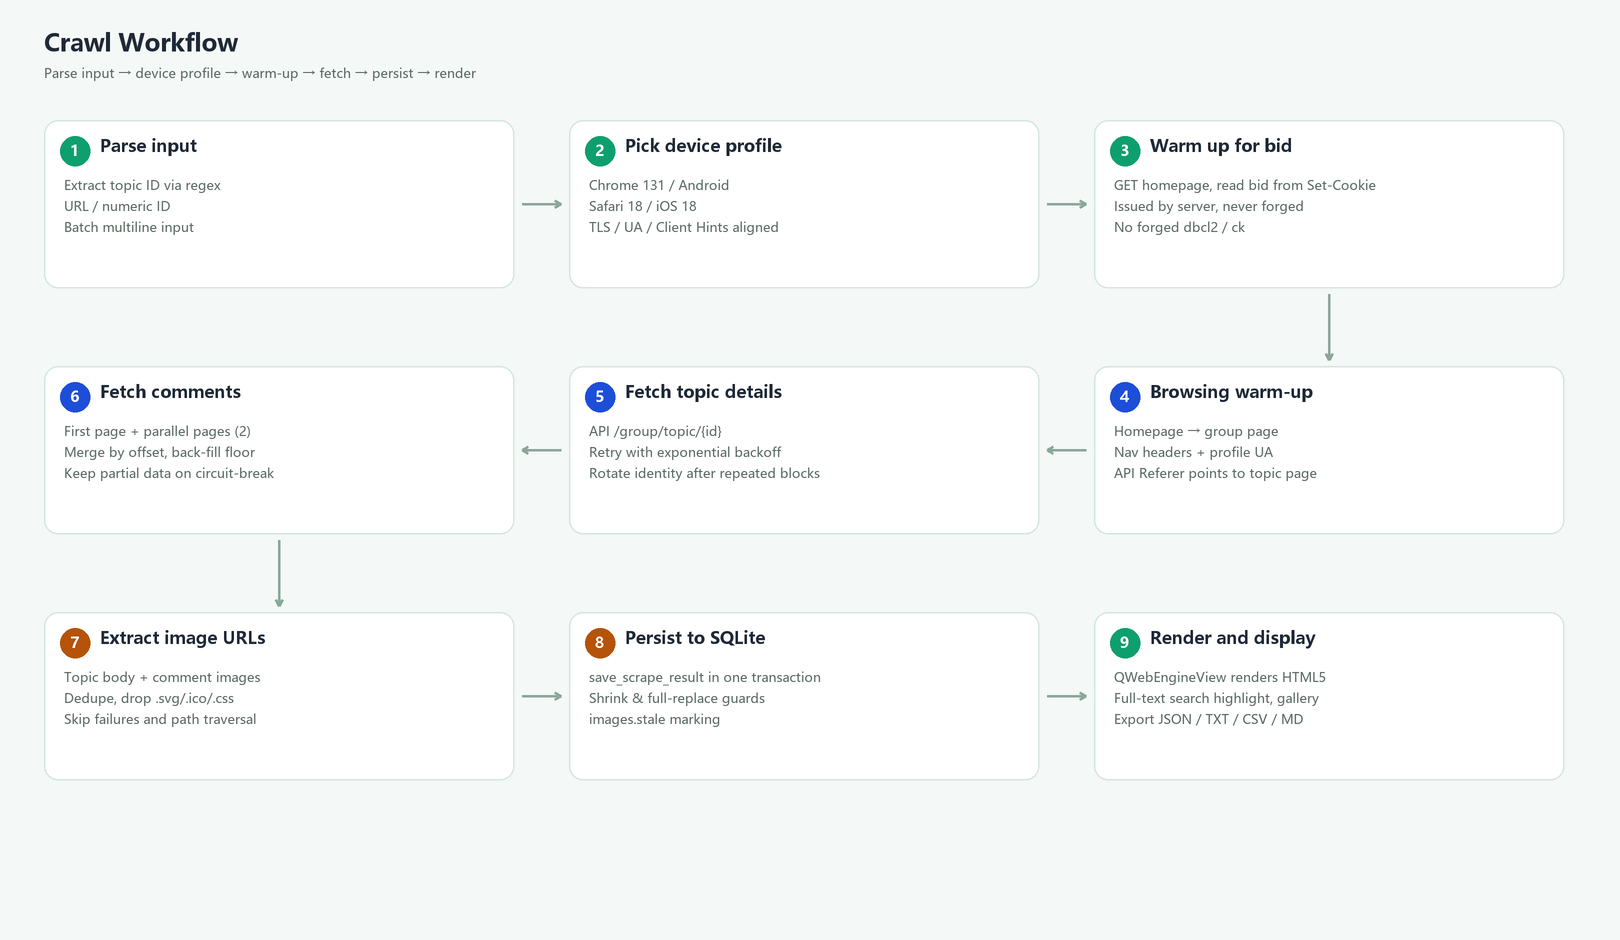 Crawl Workflow
Parse input → device profile → warm-up → fetch → persist → render
1 Parse input
Extract topic ID via regex
URL / numeric ID
Batch multiline input
2 Pick device profile
Chrome 131 / Android
Safari 18 / iOS 18
TLS / UA / Client Hints aligned
3 Warm up for bid
GET homepage, read bid from Set-Cookie
Issued by server, never forged
No forged dbcl2 / ck
4 Browsing warm-up
Homepage → group page
Nav headers + profile UA
API Referer points to topic page
5 Fetch topic details
API /group/topic/{id}
Retry with exponential backoff
Rotate identity after repeated blocks
6 Fetch comments
First page + parallel pages (2)
Merge by offset, back-fill floor
Keep partial data on circuit-break
7 Extract image URLs
Topic body + comment images
Dedupe, drop .svg/.ico/.css
Skip failures and path traversal
8 Persist to SQLite
save_scrape_result in one transaction
Shrink & full-replace guards
images.stale marking
9 Render and display
QWebEngineView renders HTML5
Full-text search highlight, gallery
Export JSON / TXT / CSV / MD